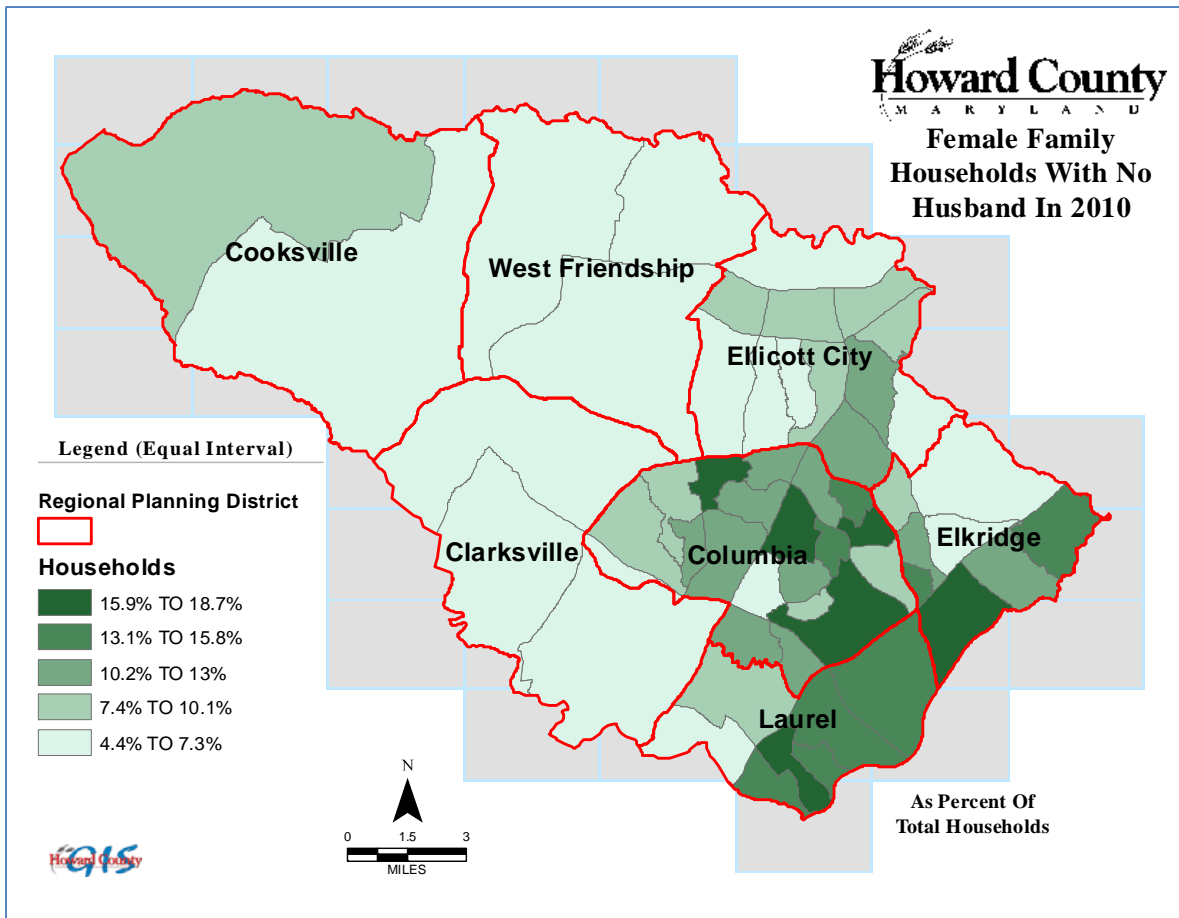 Howard County
MARYLAND
Female Family
Households With No
Husband In 2010
Cooksville
West Friendship
Ellicott City
Legend (Equal Interval)
Regional Planning District
Households
15.9% TO 18.7%
13.1% TO 15.8%
10.2% TO 13%
7.4% TO 10.1%
4.4% TO 7.3%
Clarksville
Columbia
Elkridge
Laurel
N
0 1.5 3
MILES
As Percent Of
Total Households
Howard County
GIS